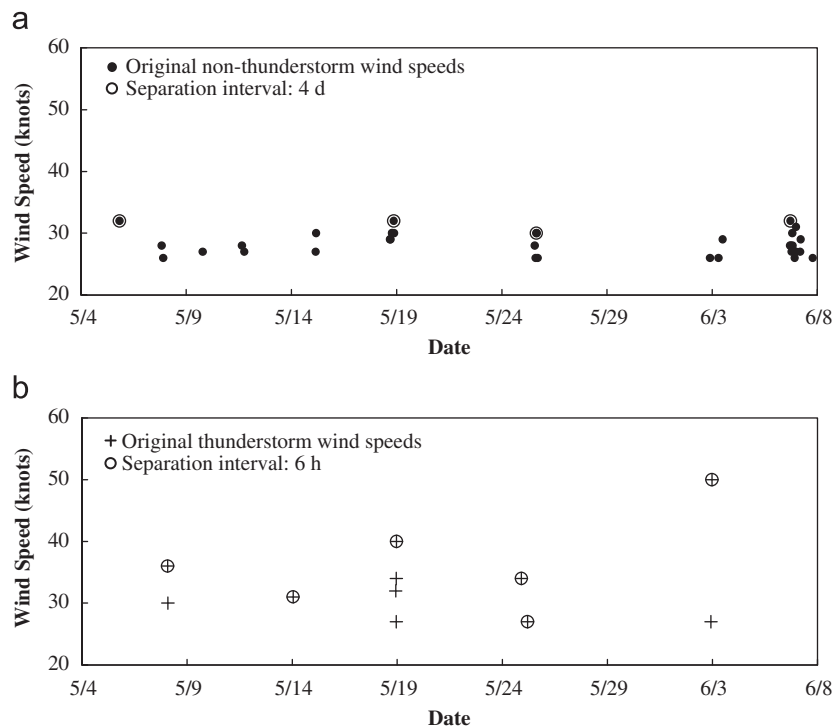 a
60
50
40
30
20
Wind Speed (knots)
Original non-thunderstorm wind speeds
Separation interval: 4 d
5/4 5/9 5/14 5/19 5/24 5/29 6/3 6/8
Date
b
60
50
40
30
20
Wind Speed (knots)
Original thunderstorm wind speeds
Separation interval: 6 h
5/4 5/9 5/14 5/19 5/24 5/29 6/3 6/8
Date